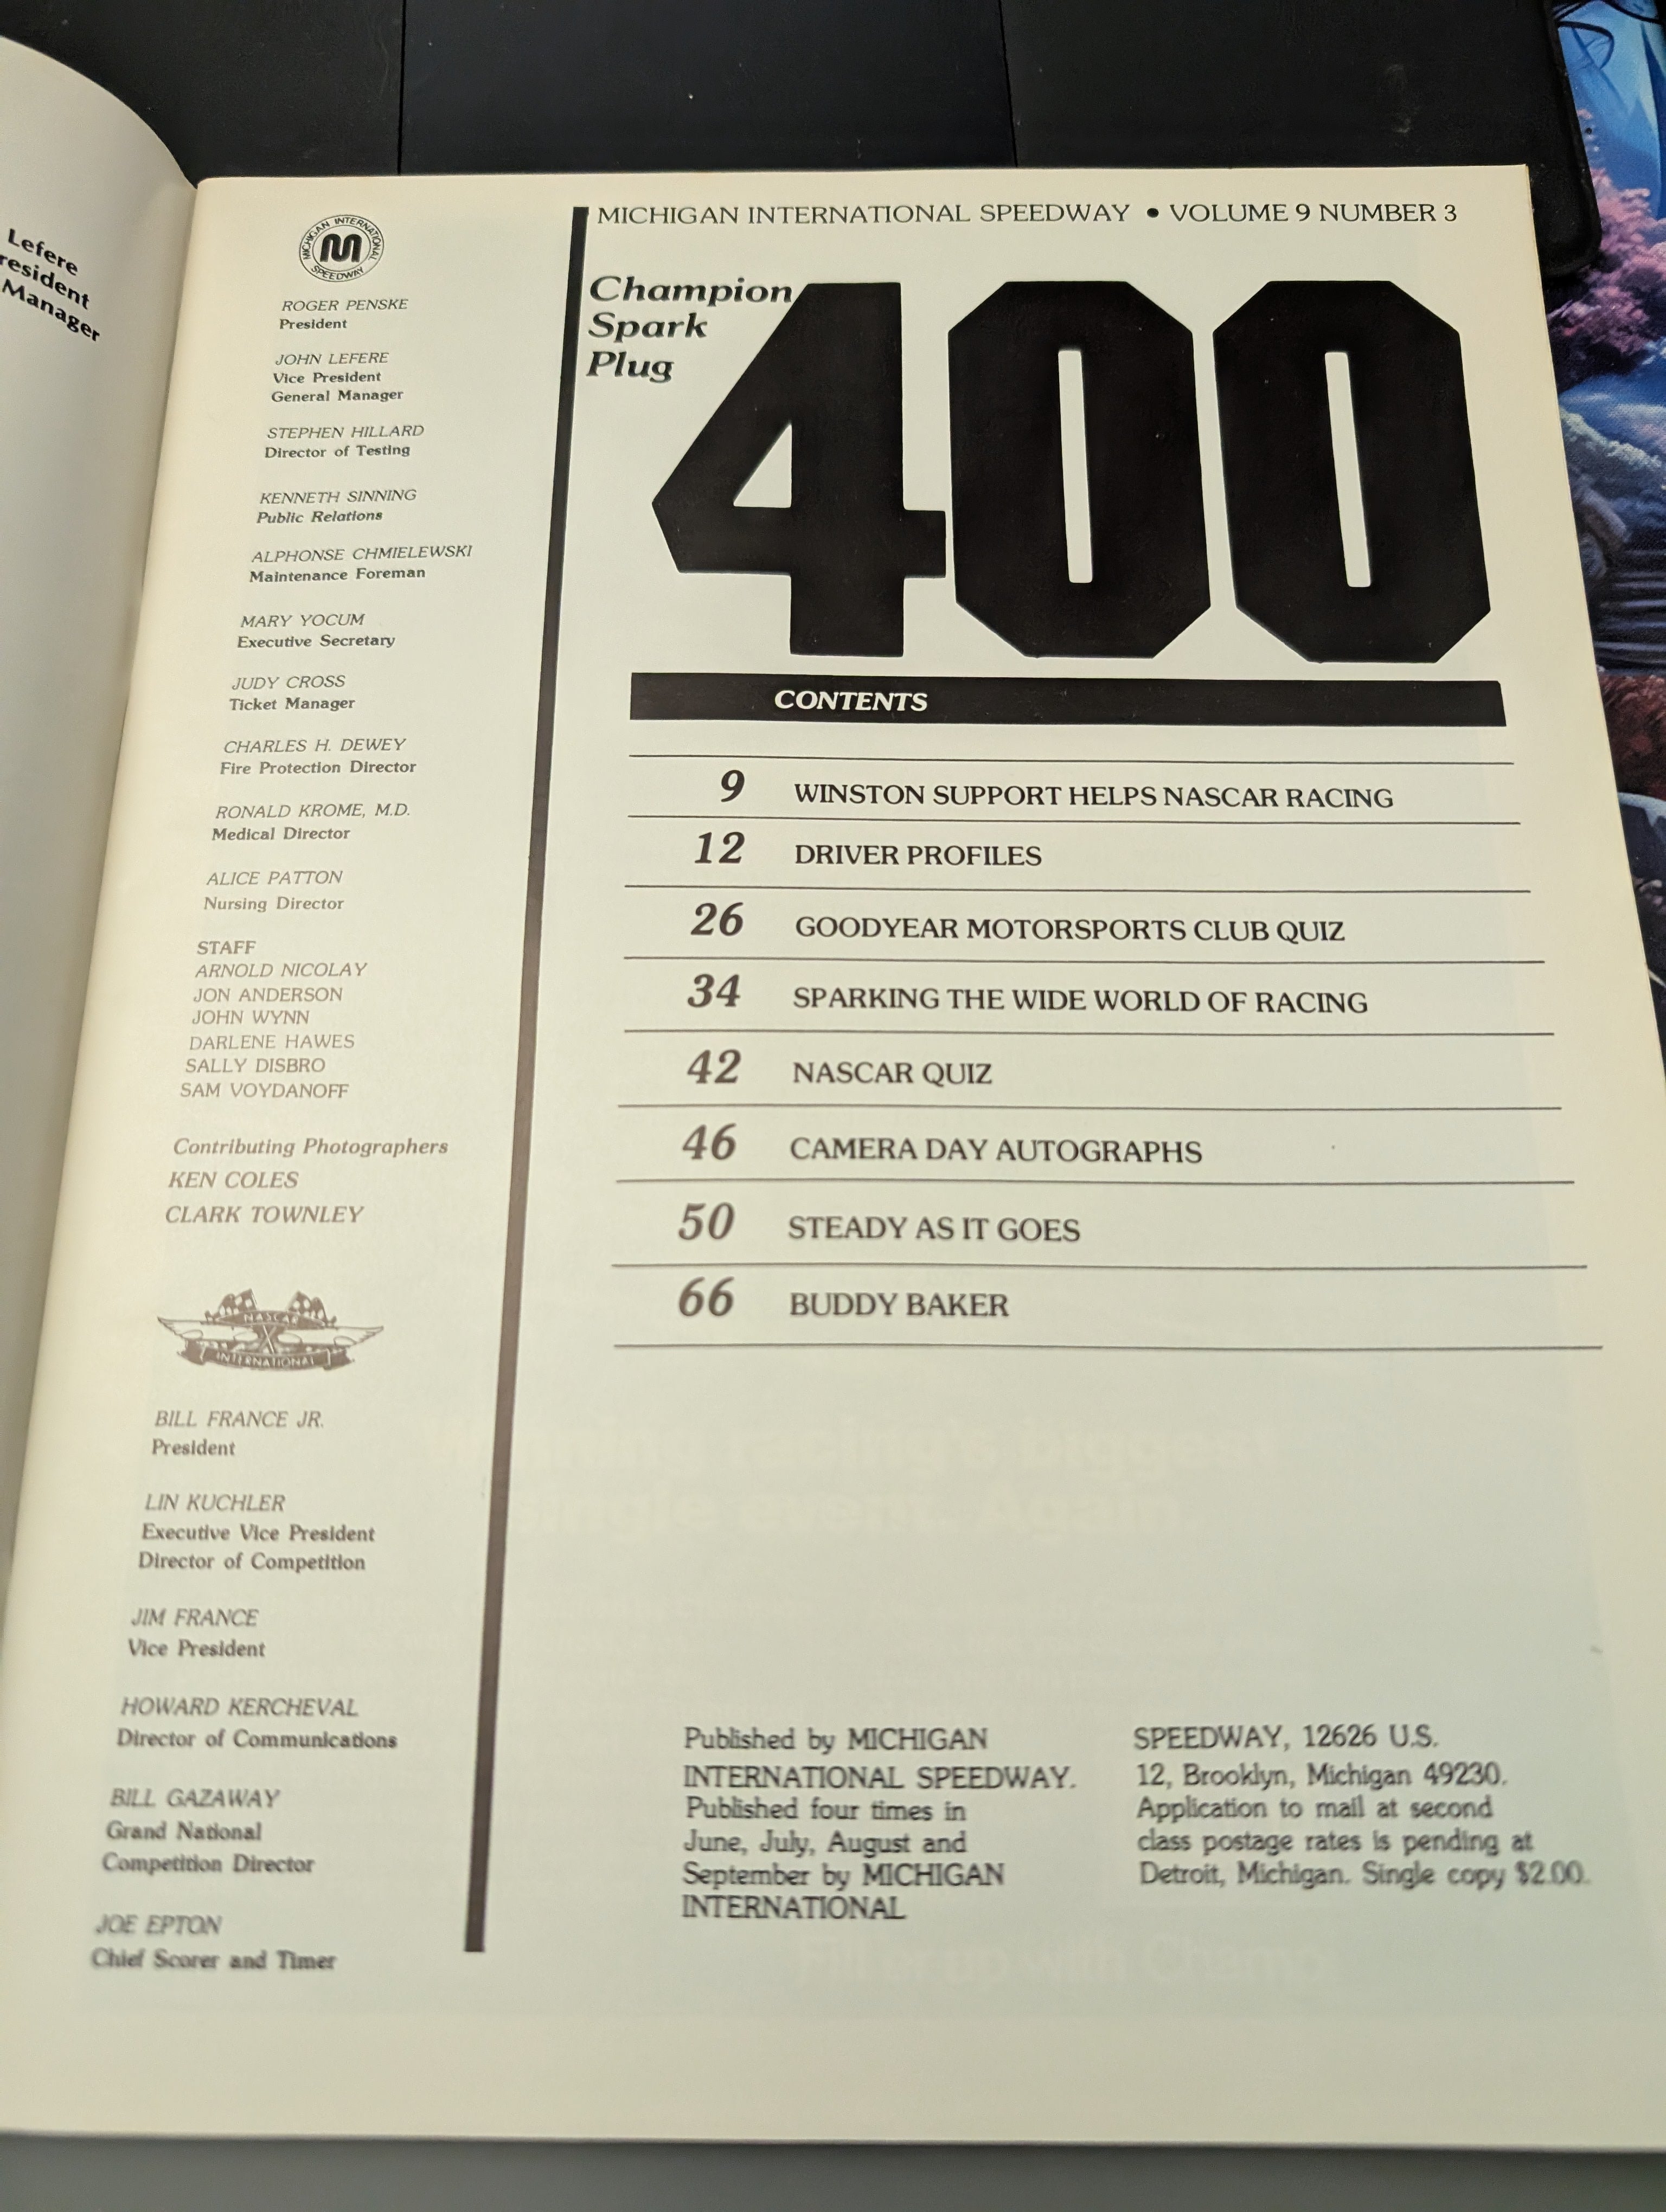 Lefere
resident
Manager
MICHIGAN INTERNATIONAL
M
SPEEDWAY
ROGER PENSKE
President
JOHN LEFERE
Vice President
General Manager
STEPHEN HILLARD
Director of Testing
KENNETH SINNING
Public Relations
ALPHONSE CHMIELEWSKI
Maintenance Foreman
MARY YOCUM
Executive Secretary
JUDY CROSS
Ticket Manager
CHARLES H. DEWEY
Fire Protection Director
RONALD KROME, M.D.
Medical Director
ALICE PATTON
Nursing Director
STAFF
ARNOLD NICOLAY
JON ANDERSON
JOHN WYNN
DARLENE HAWES
SALLY DISBRO
SAM VOYDANOFF
Contributing Photographers
KEN COLES
CLARK TOWNLEY
NASCAR
INTERNATIONAL
BILL FRANCE JR.
President
LIN KUCHLER
Executive Vice President
Director of Competition
JIM FRANCE
Vice President
HOWARD KERCHEVAL
Director of Communications
BILL GAZAWAY
Grand National
Competition Director
JOE EPTON
Chief Scorer and Timer
MICHIGAN INTERNATIONAL SPEEDWAY • VOLUME 9 NUMBER 3
Champion
Spark
Plug
400
CONTENTS
9 WINSTON SUPPORT HELPS NASCAR RACING
12 DRIVER PROFILES
26 GOODYEAR MOTORSPORTS CLUB QUIZ
34 SPARKING THE WIDE WORLD OF RACING
42 NASCAR QUIZ
46 CAMERA DAY AUTOGRAPHS
50 STEADY AS IT GOES
66 BUDDY BAKER
Published by MICHIGAN
INTERNATIONAL SPEEDWAY.
Published four times in
June, July, August and
September by MICHIGAN
INTERNATIONAL
SPEEDWAY, 12626 U.S.
12, Brooklyn, Michigan 49230.
Application to mail at second
class postage rates is pending at
Detroit, Michigan. Single copy $2.00.